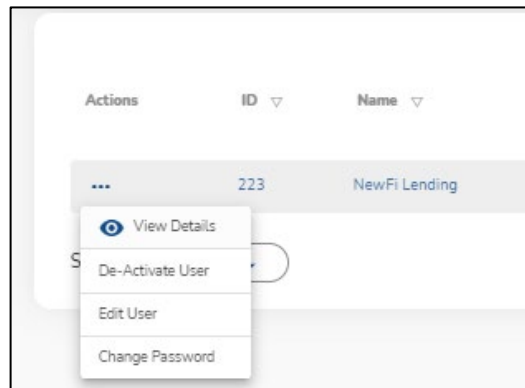 Actions ID Name
... 223 NewFi Lending
View Details
S
De-Activate User
Edit User
Change Password